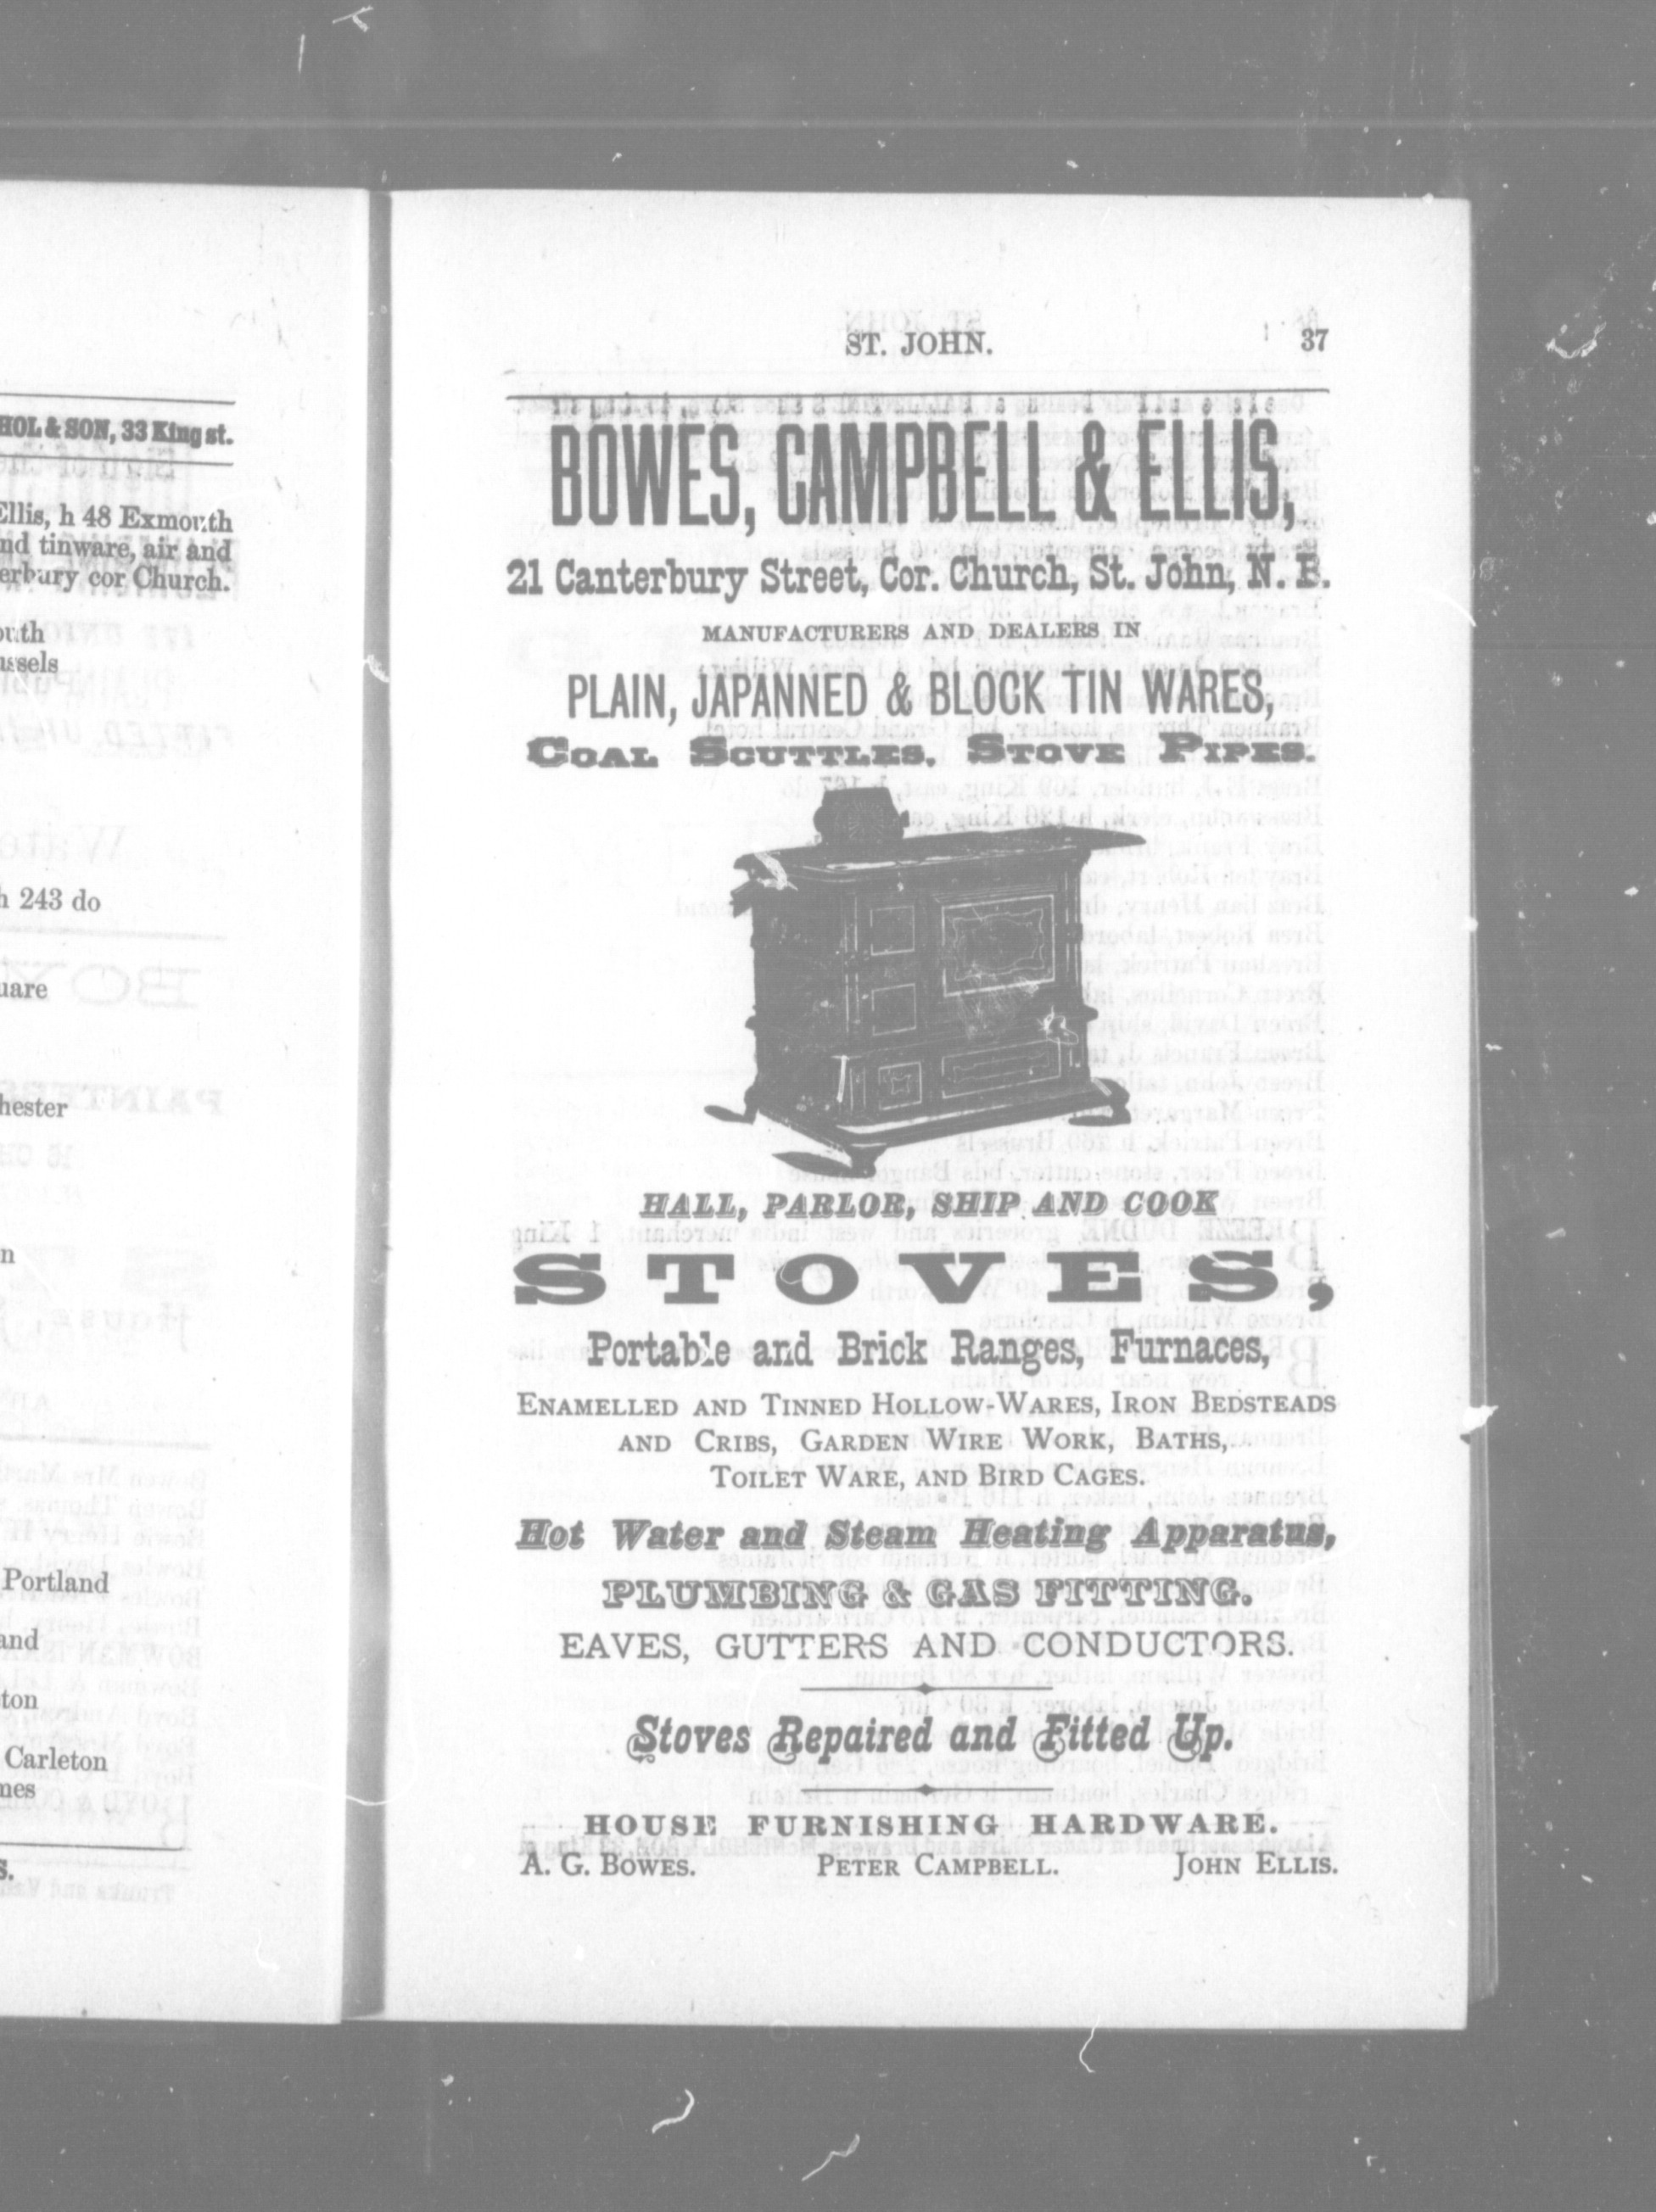 HOL & SON, 33 King st.
Ellis, h 48 Exmouth
nd tinware, air and
erbury cor Church.
outh
ussels
h 243 do
uare
hester
n
Portland
and
ton
Carleton
mes
S.
ST. JOHN. 37
BOWES, CAMPBELL & ELLIS,
21 Canterbury Street, Cor. Church, St. John, N. B.
MANUFACTURERS AND DEALERS IN
PLAIN, JAPANNED & BLOCK TIN WARES,
COAL SCUTTLES, STOVE PIPES.
HALL, PARLOR, SHIP AND COOK
STOVES,
Portable and Brick Ranges, Furnaces,
ENAMELLED AND TINNED HOLLOW-WARES, IRON BEDSTEADS
AND CRIBS, GARDEN WIRE WORK, BATHS,
TOILET WARE, AND BIRD CAGES.
Hot Water and Steam Heating Apparatus,
PLUMBING & GAS FITTING.
EAVES, GUTTERS AND CONDUCTORS.
Stoves Repaired and Fitted Up.
HOUSE FURNISHING HARDWARE.
A. G. BOWES. PETER CAMPBELL. JOHN ELLIS.